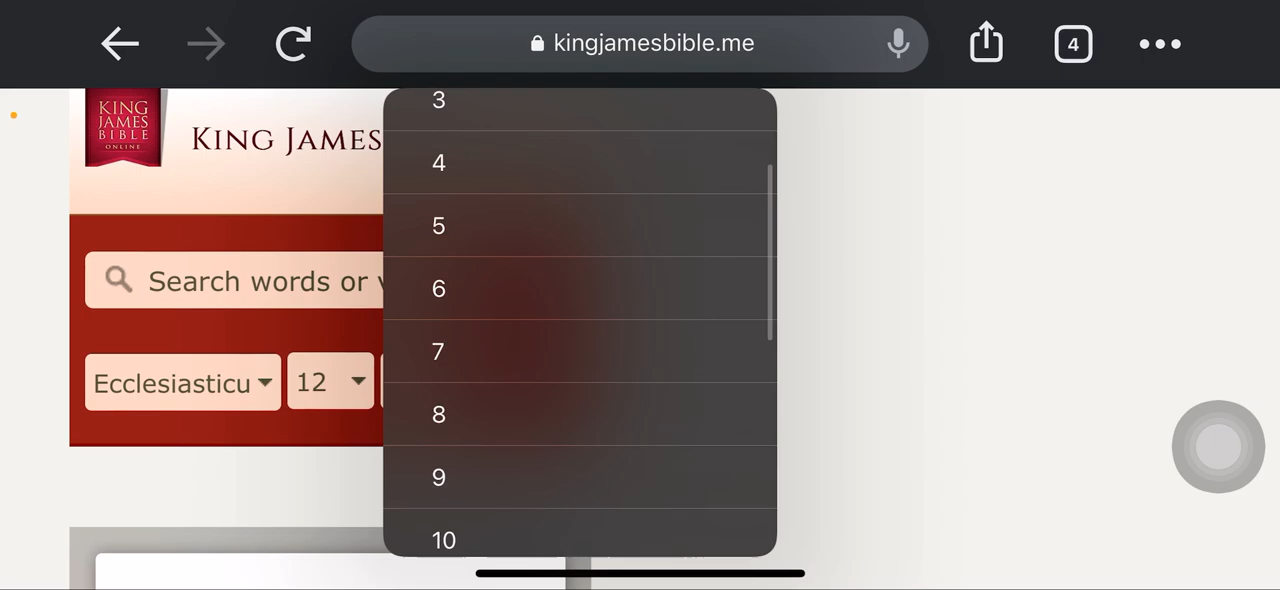 kingjamesbible.me
4
KING
JAMES
BIBLE
ONLINE
KING JAMES
Search words or
Ecclesiasticu
12
3
4
5
6
7
8
9
10